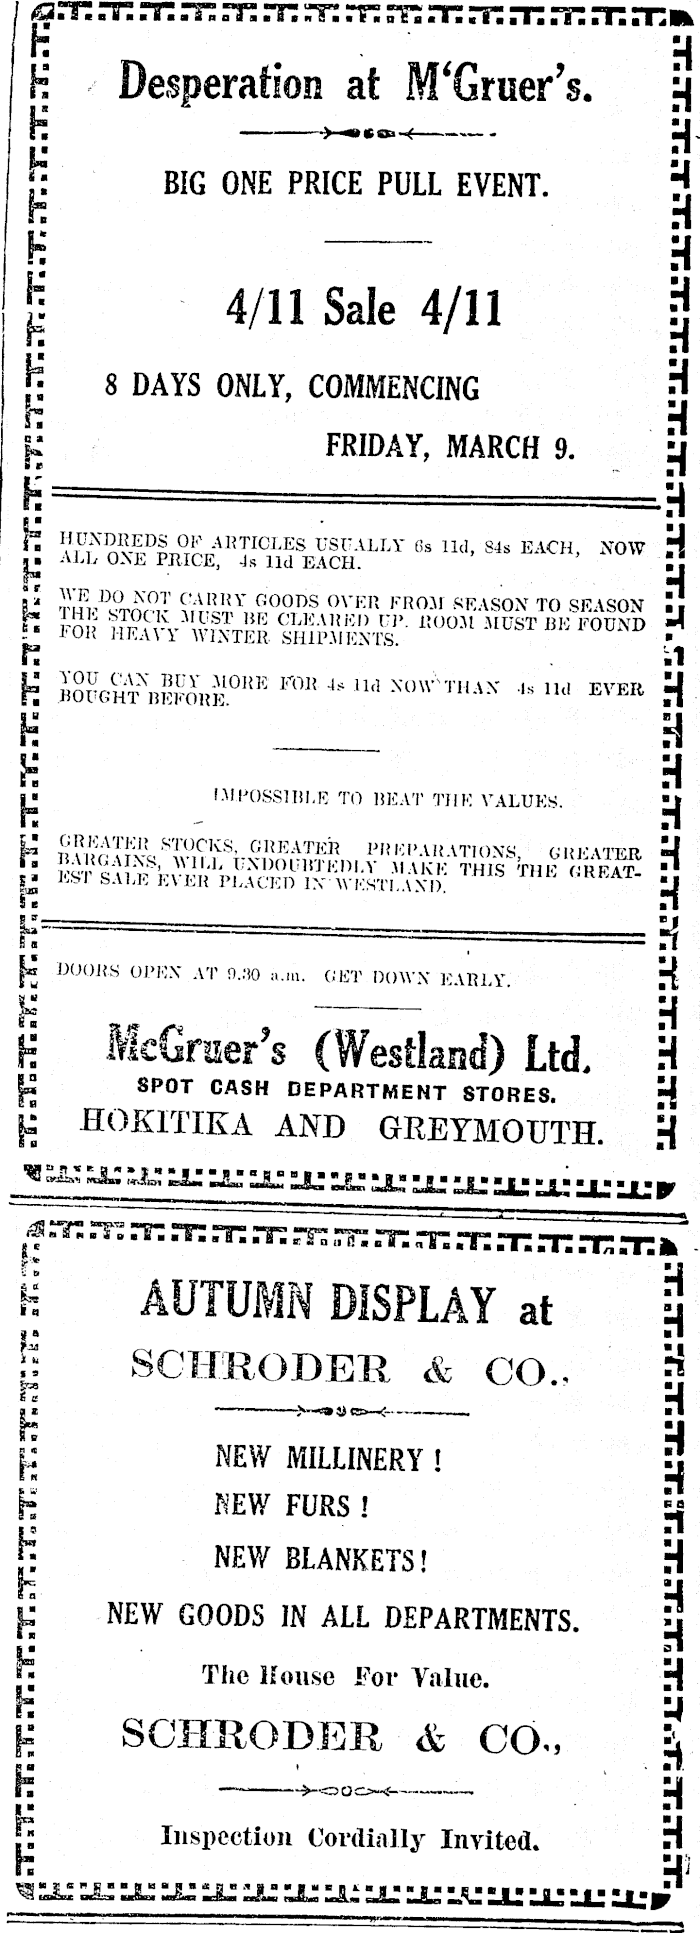 Desperation at M‘Gruer’s.
BIG ONE PRICE PULL EVENT.
4/11 Sale 4/11
8 DAYS ONLY, COMMENCING
FRIDAY, MARCH 9.
HUNDREDS OF ARTICLES USUALLY 6s 11d, 84s EACH, NOW
ALL ONE PRICE, 4s 11d EACH.
WE DO NOT CARRY GOODS OVER FROM SEASON TO SEASON
THE STOCK MUST BE CLEARED UP. ROOM MUST BE FOUND
FOR HEAVY WINTER SHIPMENTS.
YOU CAN BUY MORE FOR 4s 11d NOW THAN 4s 11d EVER
BOUGHT BEFORE.
IMPOSSIBLE TO BEAT THE VALUES.
GREATER STOCKS, GREATER PREPARATIONS, GREATER
BARGAINS, WILL UNDOUBTEDLY MAKE THIS THE GREAT-
EST SALE EVER PLACED IN WESTLAND.
DOORS OPEN AT 9.30 a.m. GET DOWN EARLY.
McGruer’s (Westland) Ltd.
SPOT CASH DEPARTMENT STORES.
HOKITIKA AND GREYMOUTH.
AUTUMN DISPLAY at
SCHRODER & CO.,
NEW MILLINERY !
NEW FURS !
NEW BLANKETS !
NEW GOODS IN ALL DEPARTMENTS.
The House For Value.
SCHRODER & CO.,
Inspection Cordially Invited.